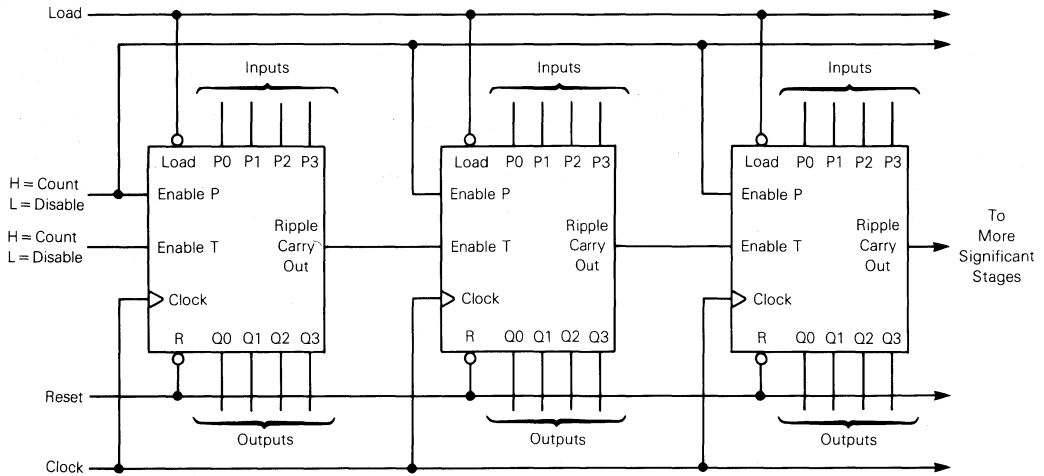 Load
Inputs
Inputs
Inputs
Load P0 P1 P2 P3
Load P0 P1 P2 P3
Load P0 P1 P2 P3
H = Count
L = Disable
Enable P
Enable P
Enable P
H = Count
L = Disable
Enable T
Ripple
Carry
Out
Enable T
Ripple
Carry
Out
Enable T
Ripple
Carry
Out
To
More
Significant
Stages
Clock
Clock
Clock
R Q0 Q1 Q2 Q3
R Q0 Q1 Q2 Q3
R Q0 Q1 Q2 Q3
Reset
Outputs
Outputs
Outputs
Clock